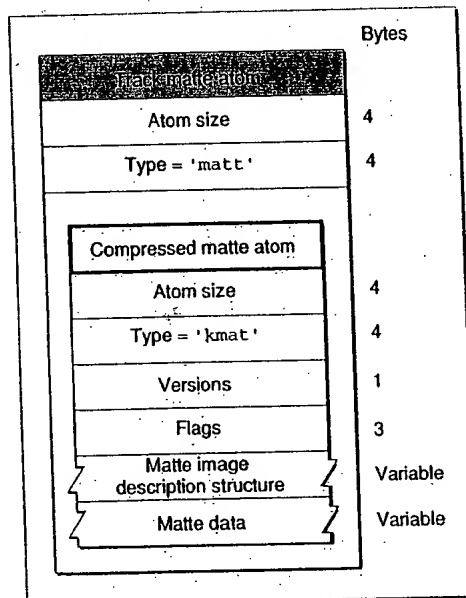 Bytes
Track matte atom
Atom size 4
Type = 'matt' 4
Compressed matte atom
Atom size 4
Type = 'kmat' 4
Versions 1
Flags 3
Matte image
description structure Variable
Matte data Variable